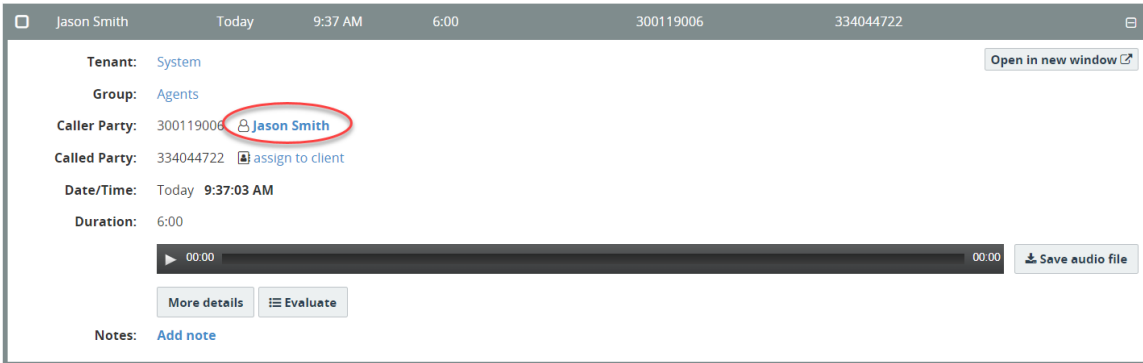 Jason Smith Today 9:37 AM 6:00 300119006 334044722
Tenant: System Open in new window
Group: Agents
Caller Party: 300119006 Jason Smith
Called Party: 334044722 assign to client
Date/Time: Today 9:37:03 AM
Duration: 6:00
00:00 00:00 Save audio file
More details Evaluate
Notes: Add note